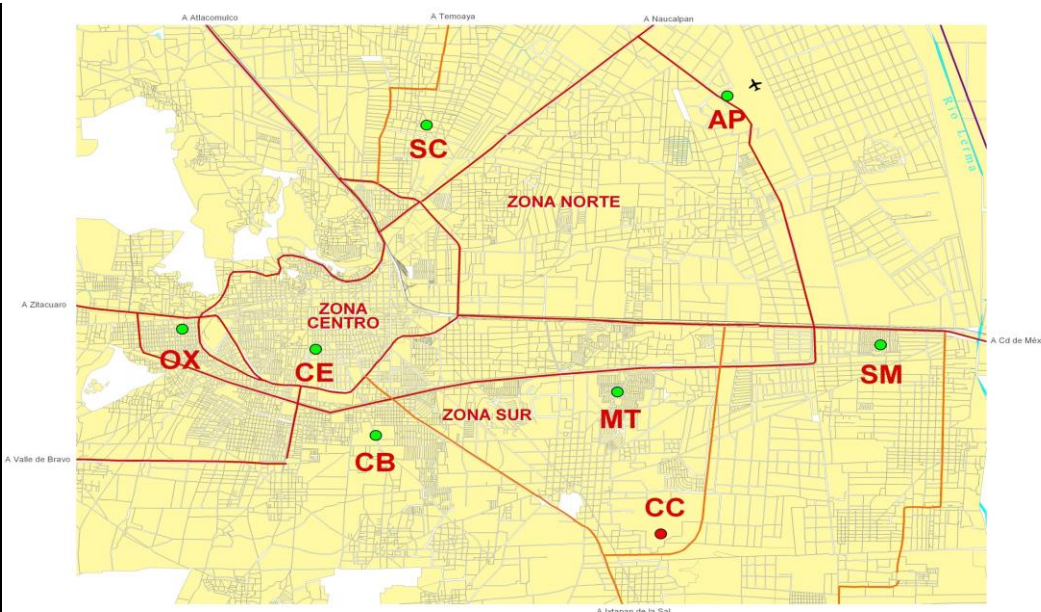 A Atlacomulco
A Temoaya
A Naucalpan
AP
SC
Rio Lerma
ZONA NORTE
A Zitacuaro
ZONA
CENTRO
OX
CE
A Cd de Méx
SM
ZONA SUR
MT
A Valle de Bravo
CB
CC
A Ixtapan de la Sal